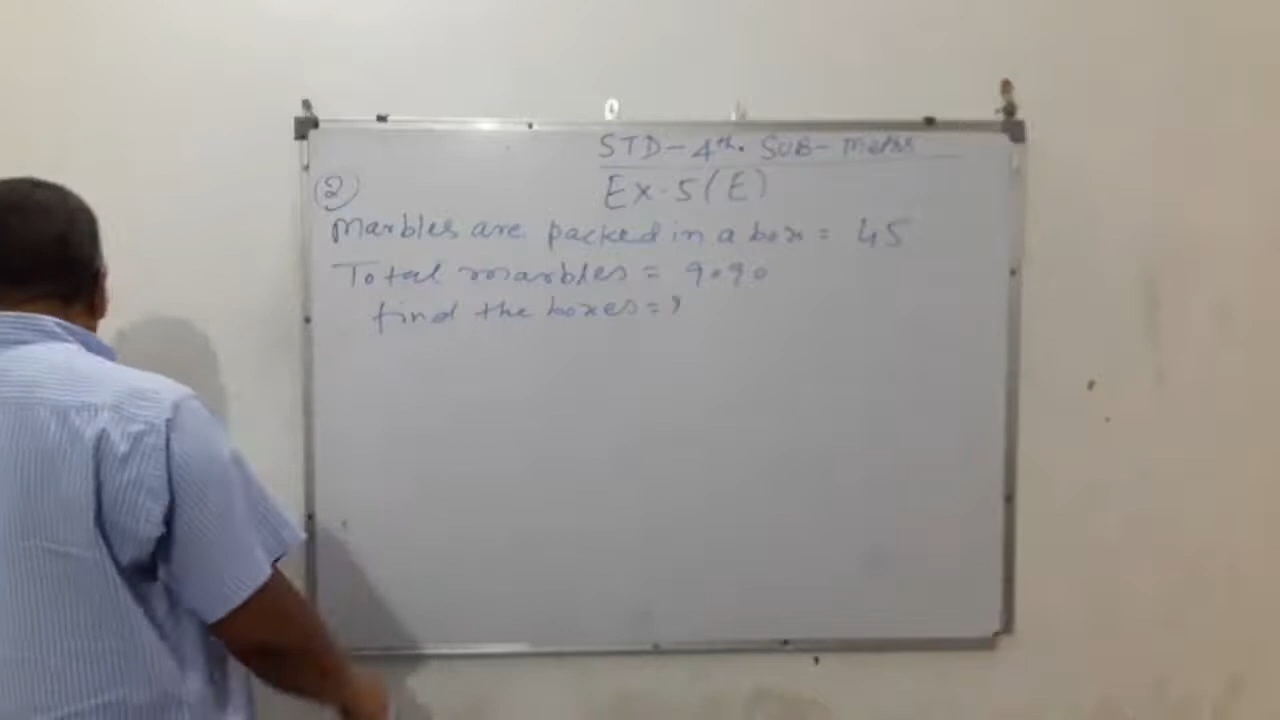 STD-4th. SUB- Maths
Ex-5(E)
②
Marbles are packed in a box = 45
Total marbles = 9090
find the boxes = ?